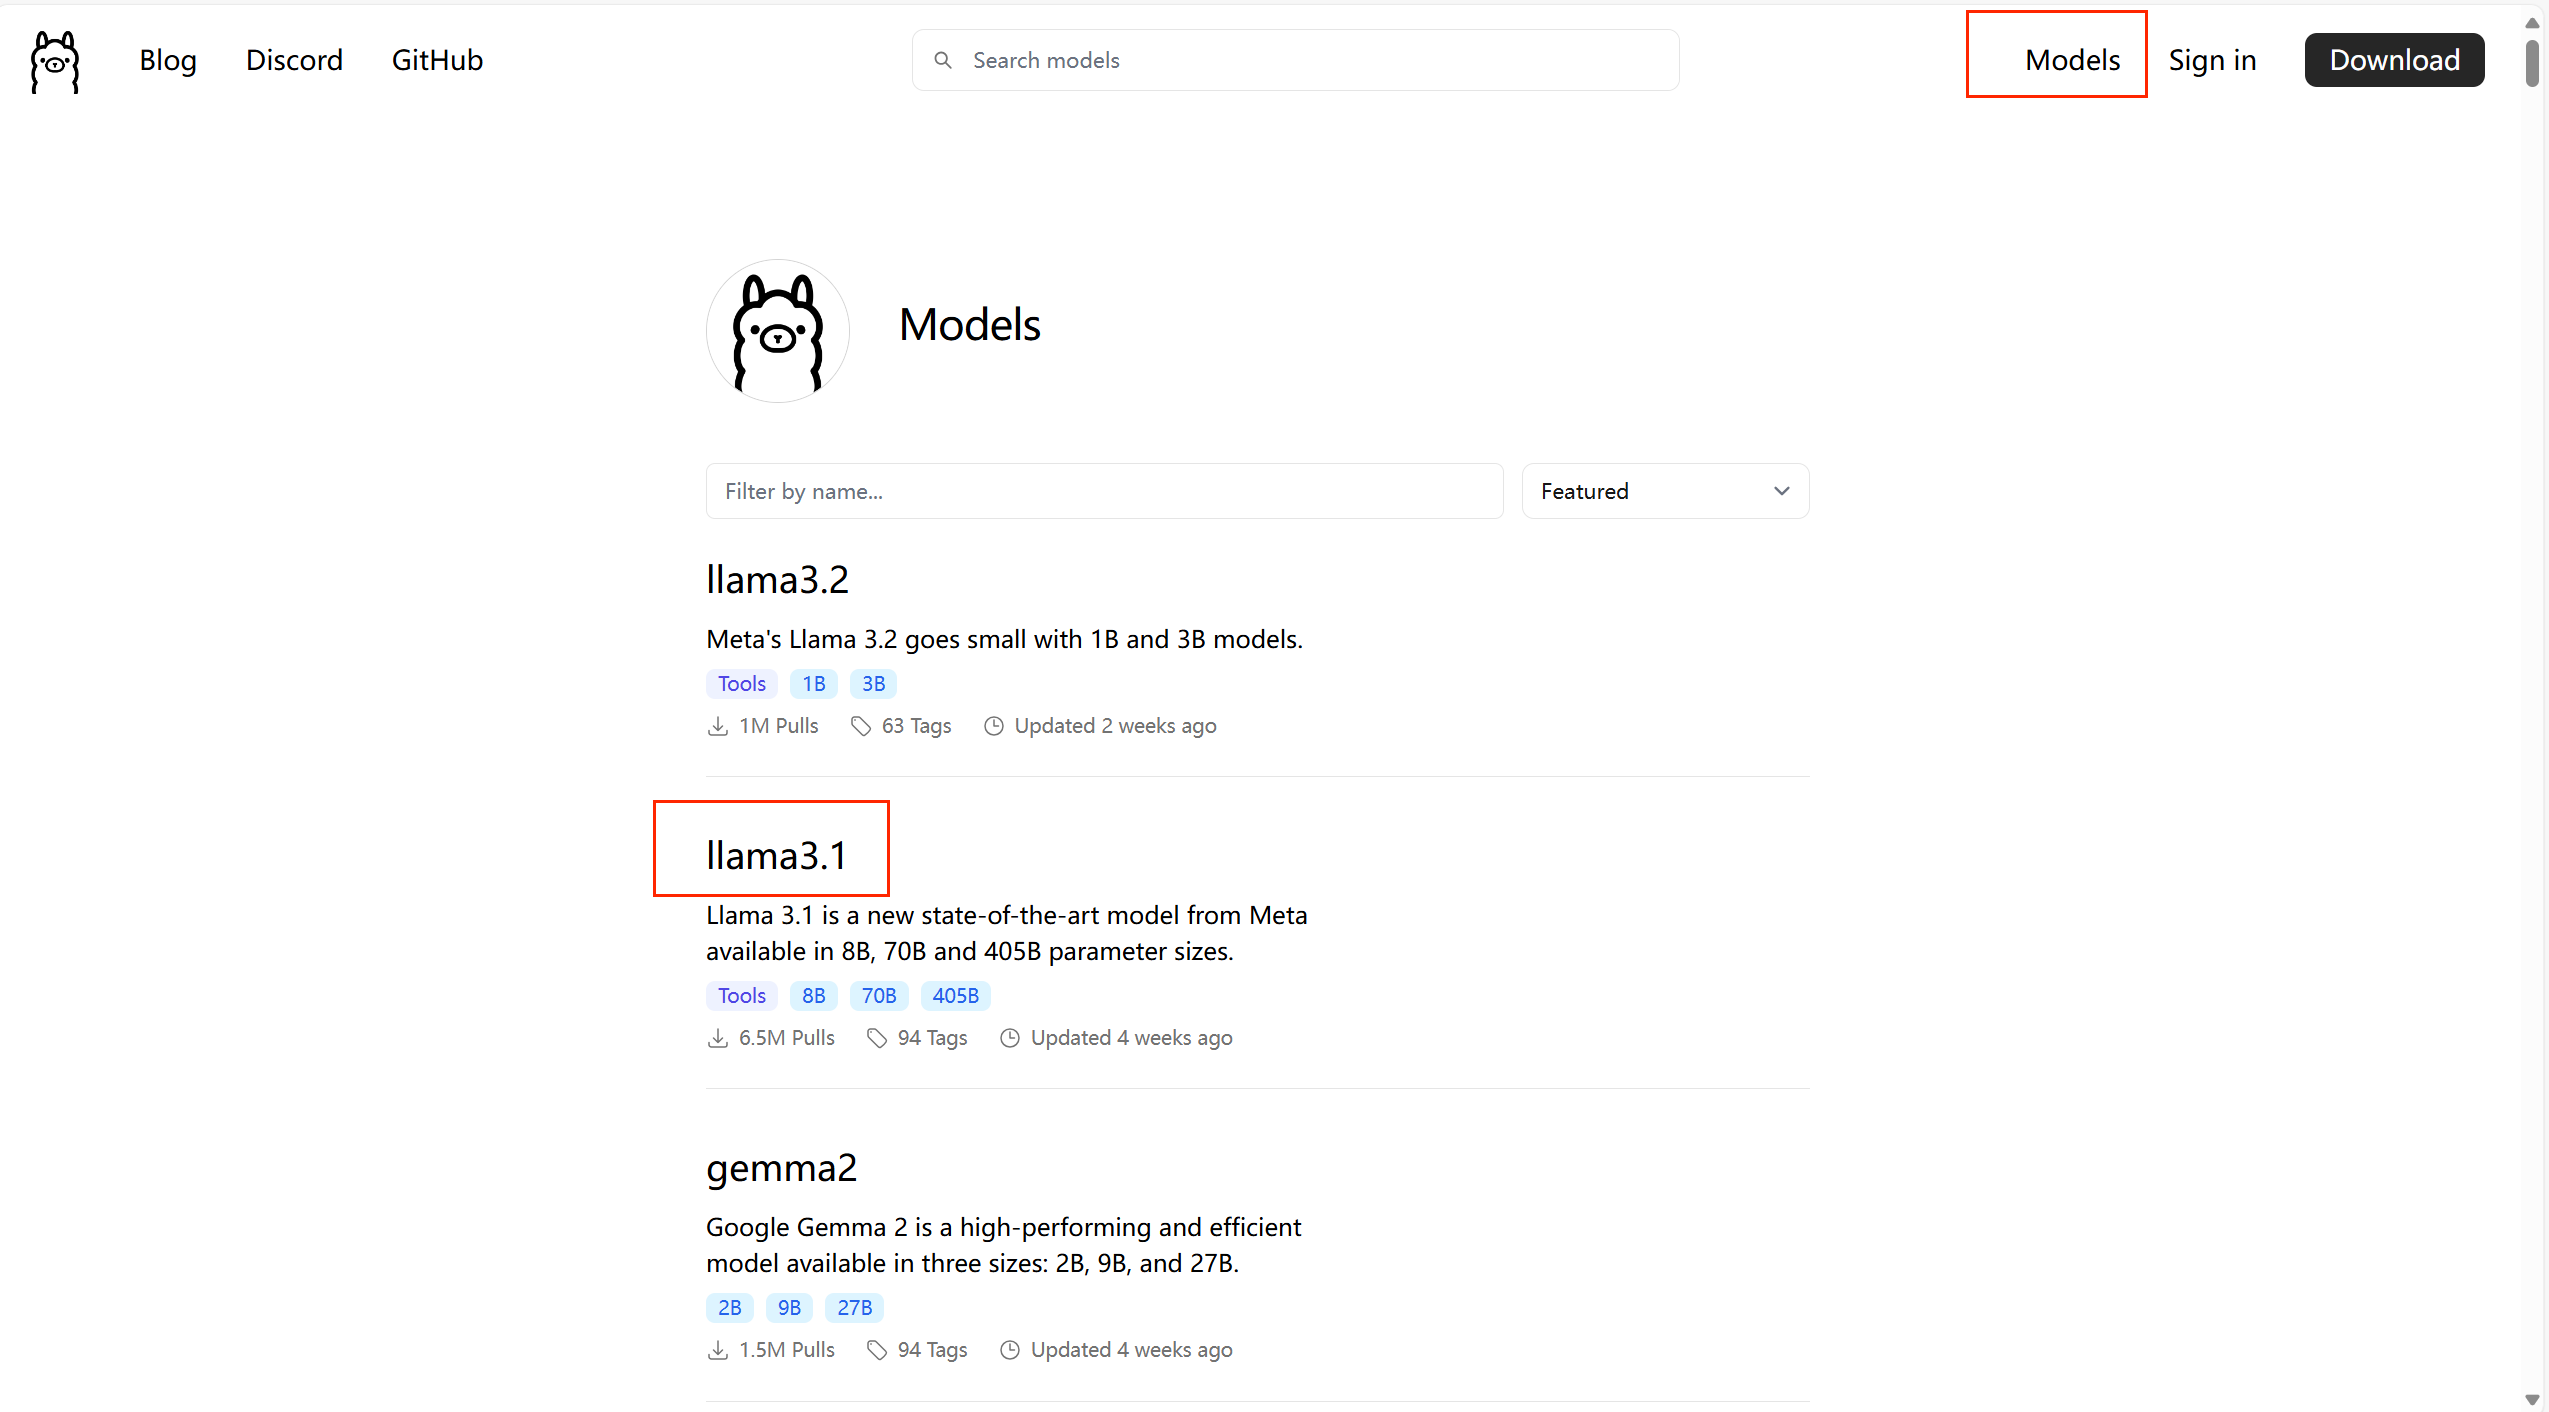 Blog Discord GitHub Search models Models Sign in Download
Models
Filter by name... Featured
llama3.2
Meta's Llama 3.2 goes small with 1B and 3B models.
Tools 1B 3B
1M Pulls 63 Tags Updated 2 weeks ago
llama3.1
Llama 3.1 is a new state-of-the-art model from Meta
available in 8B, 70B and 405B parameter sizes.
Tools 8B 70B 405B
6.5M Pulls 94 Tags Updated 4 weeks ago
gemma2
Google Gemma 2 is a high-performing and efficient
model available in three sizes: 2B, 9B, and 27B.
2B 9B 27B
1.5M Pulls 94 Tags Updated 4 weeks ago